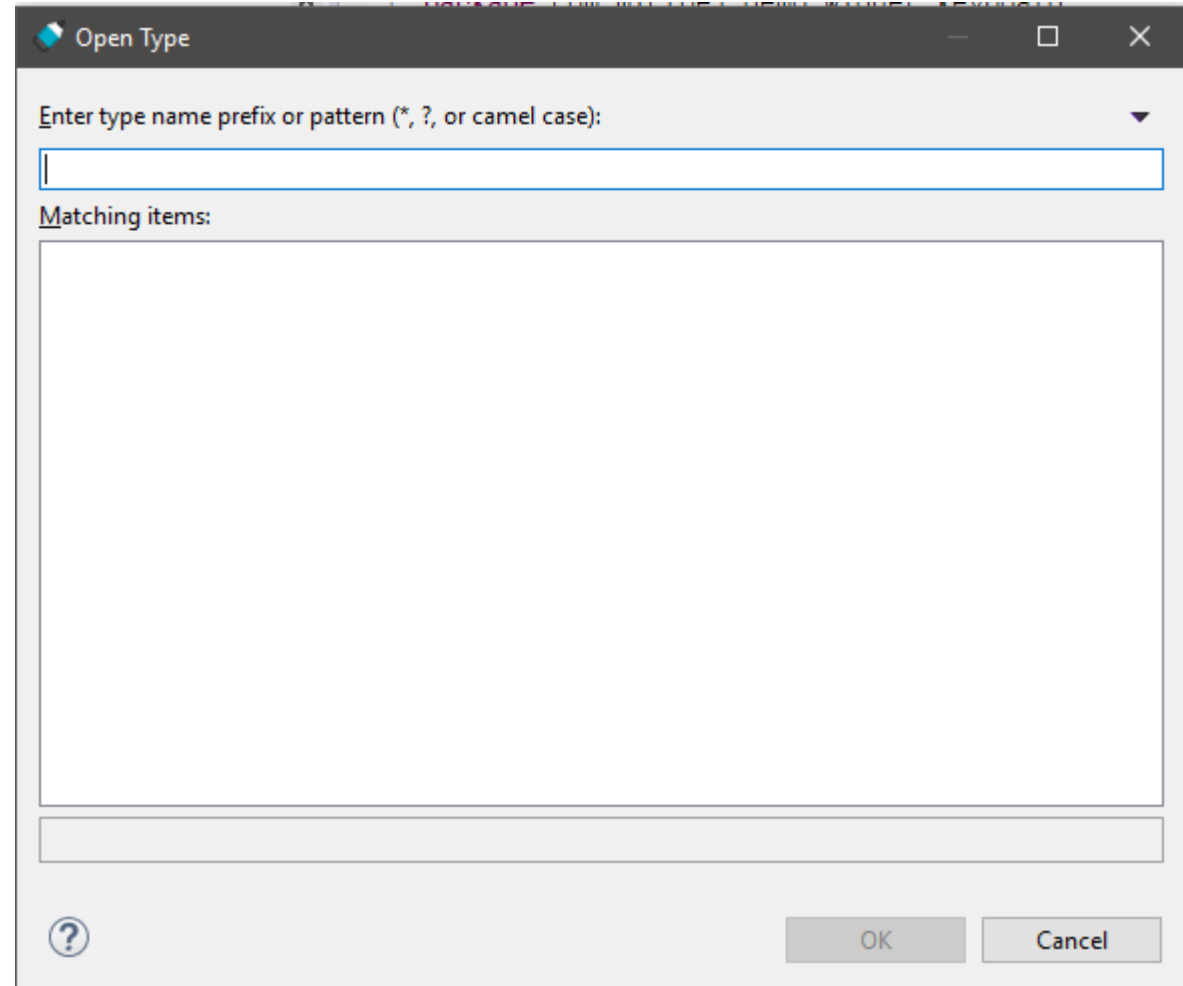 Open Type
Enter type name prefix or pattern (*, ?, or camel case):
Matching items:
OK
Cancel